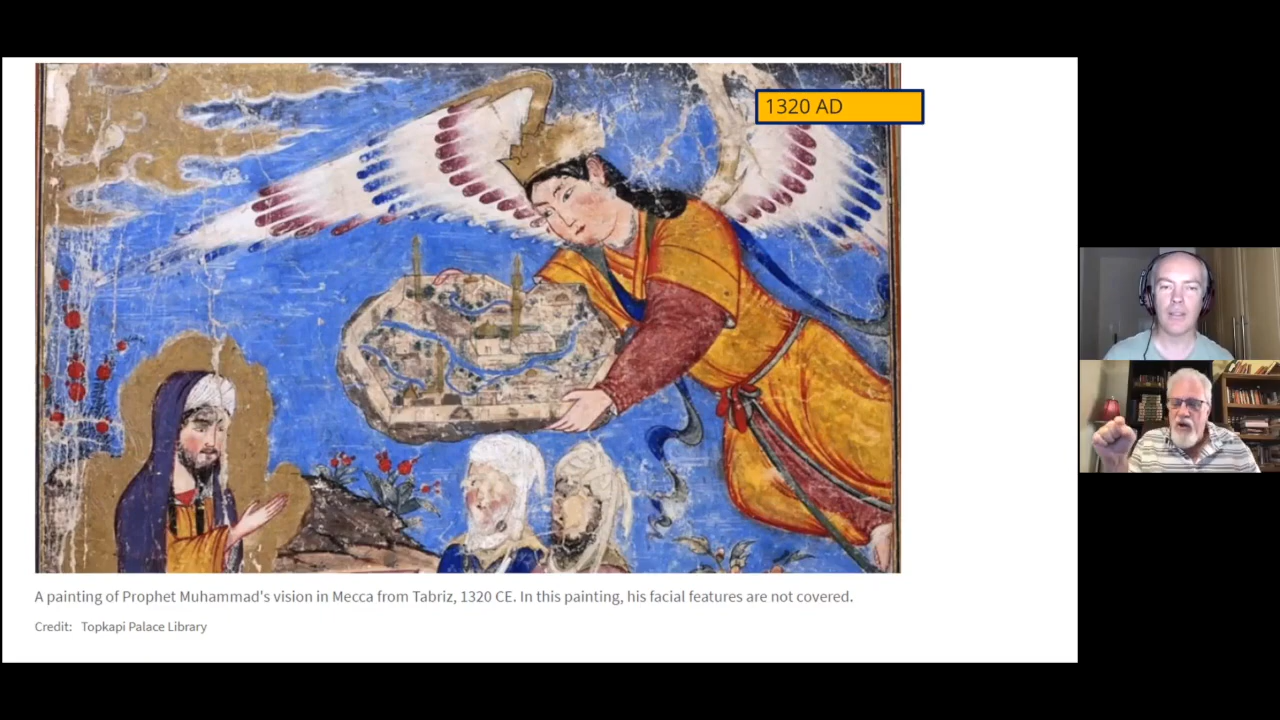 1320 AD
A painting of Prophet Muhammad's vision in Mecca from Tabriz, 1320 CE. In this painting, his facial features are not covered.
Credit: Topkapi Palace Library